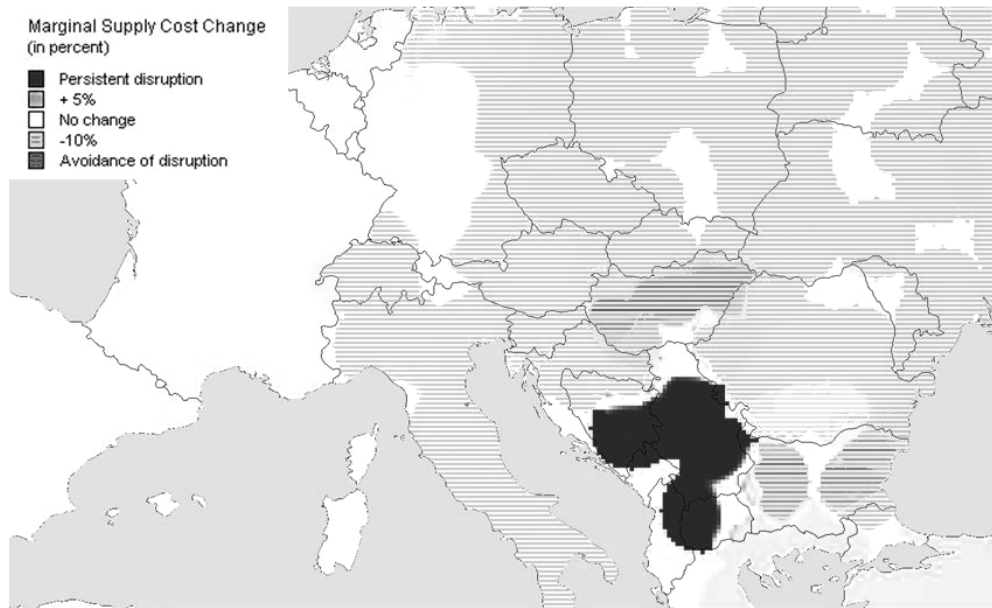 Marginal Supply Cost Change
(in percent)
Persistent disruption
+ 5%
No change
-10%
Avoidance of disruption